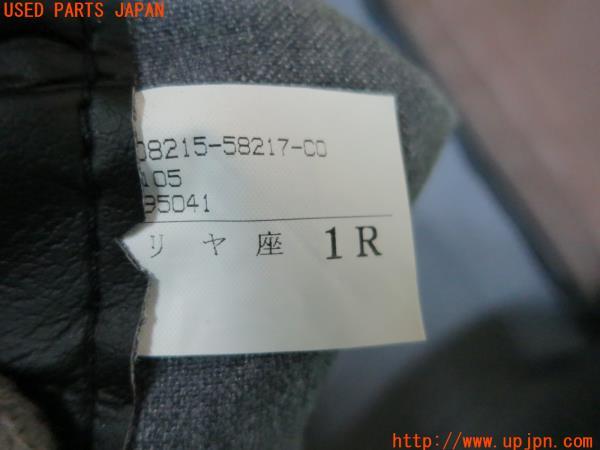 USED PARTS JAPAN
08215-58217-C0
105
95041
リヤ座 1R
http://www.upjpn.com